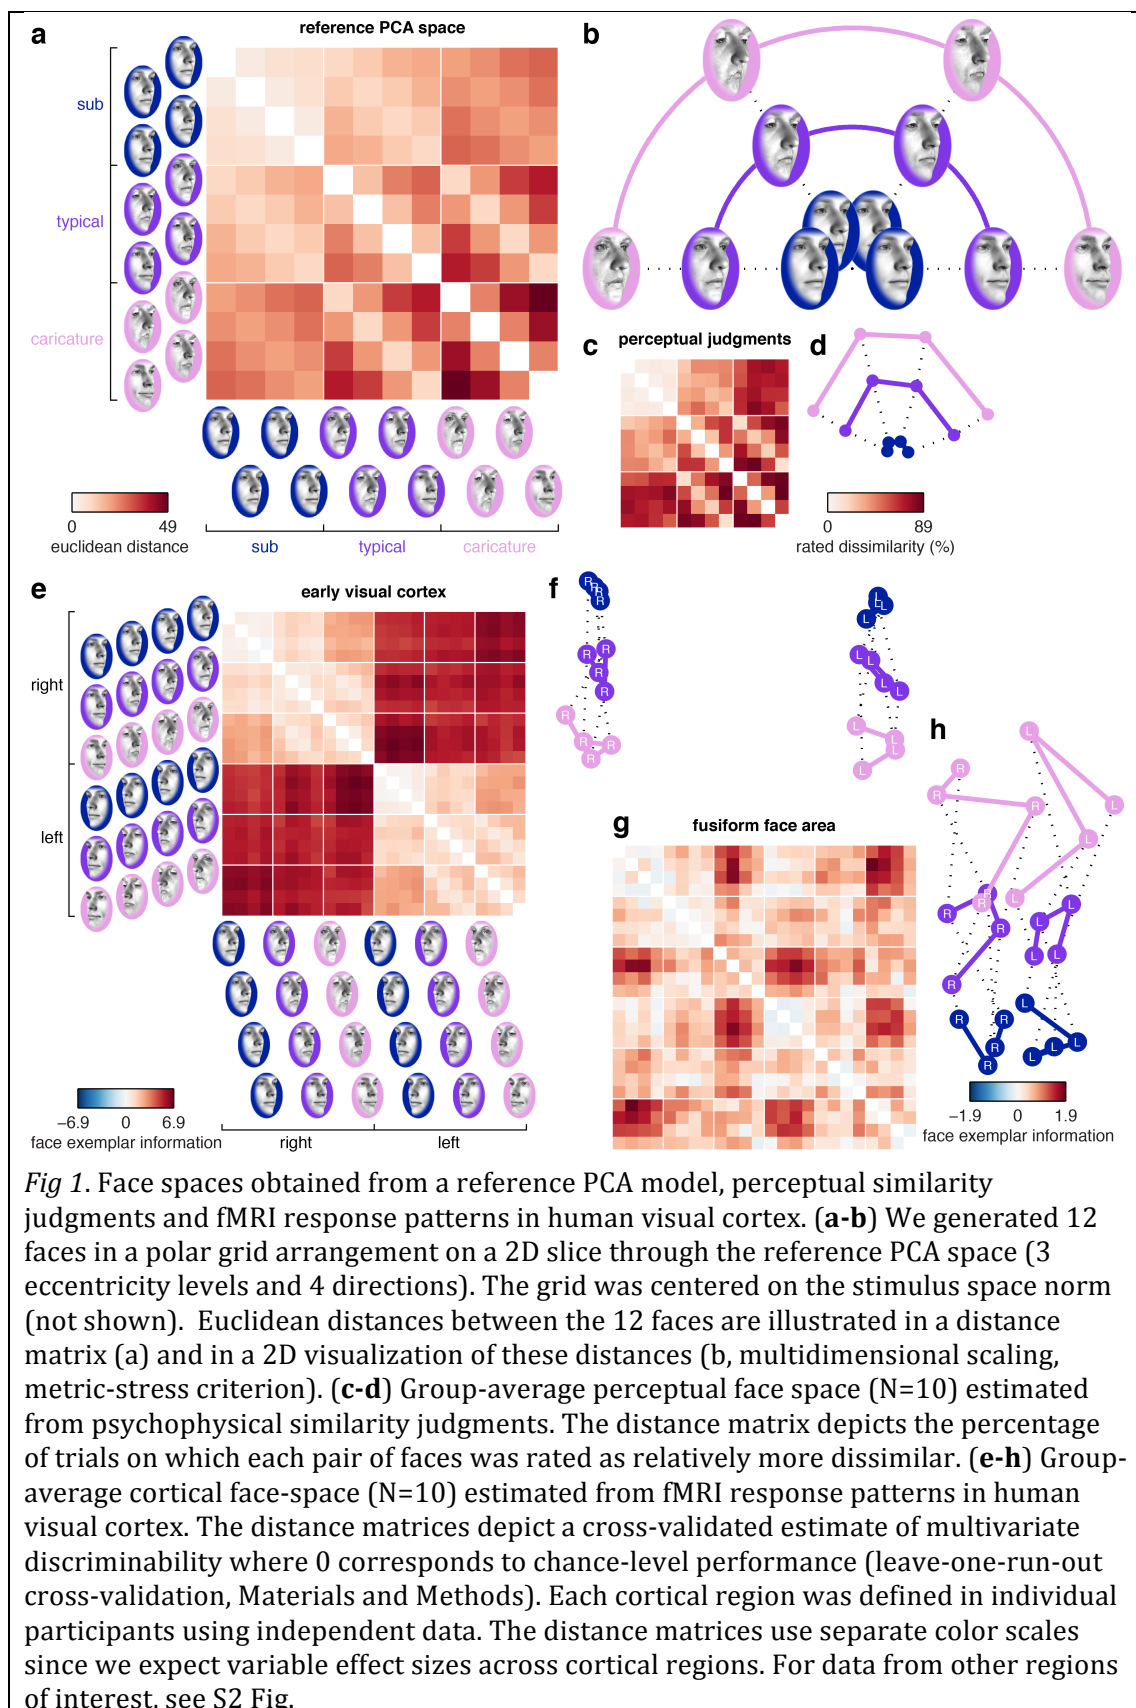 a
reference PCA space
sub
typical
caricature
0
49
euclidean distance
sub
typical
caricature
b
c
perceptual judgments
d
0
89
rated dissimilarity (%)
e
early visual cortex
right
left
−6.9
0
6.9
face exemplar information
right
left
f
R
R
R
R
R
R
R
R
R
R
R
R
L
L
L
L
L
L
L
L
L
L
L
L
g
fusiform face area
h
L
R
R
R
L
L
R
R
L
R
L
R
L
L
L
R
L
R
R
L
R
L
L
R
−1.9
0
1.9
face exemplar information
Fig 1. Face spaces obtained from a reference PCA model, perceptual similarity
judgments and fMRI response patterns in human visual cortex. (a-b) We generated 12
faces in a polar grid arrangement on a 2D slice through the reference PCA space (3
eccentricity levels and 4 directions). The grid was centered on the stimulus space norm
(not shown).  Euclidean distances between the 12 faces are illustrated in a distance
matrix (a) and in a 2D visualization of these distances (b, multidimensional scaling,
metric-stress criterion). (c-d) Group-average perceptual face space (N=10) estimated
from psychophysical similarity judgments. The distance matrix depicts the percentage
of trials on which each pair of faces was rated as relatively more dissimilar. (e-h) Group-
average cortical face-space (N=10) estimated from fMRI response patterns in human
visual cortex. The distance matrices depict a cross-validated estimate of multivariate
discriminability where 0 corresponds to chance-level performance (leave-one-run-out
cross-validation, Materials and Methods). Each cortical region was defined in individual
participants using independent data. The distance matrices use separate color scales
since we expect variable effect sizes across cortical regions. For data from other regions
of interest, see S2 Fig.